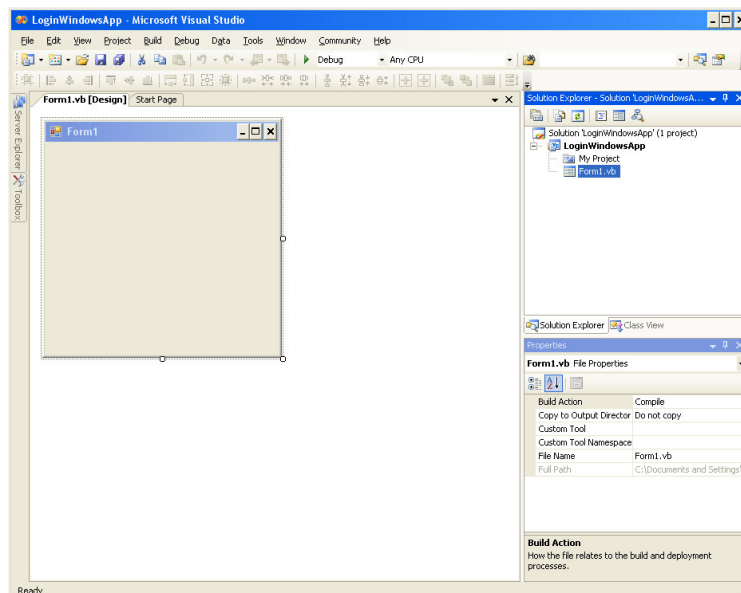 LoginWindowsApp - Microsoft Visual Studio
File Edit View Project Build Debug Data Tools Window Community Help
Debug Any CPU
Form1.vb [Design] Start Page
Server Explorer
Toolbox
Form1
Solution Explorer - Solution 'LoginWindowsA...
Solution 'LoginWindowsApp' (1 project)
LoginWindowsApp
My Project
Form1.vb
Solution Explorer Class View
Properties
Form1.vb File Properties
Build Action Compile
Copy to Output Director Do not copy
Custom Tool
Custom Tool Namespace
File Name Form1.vb
Full Path C:\Documents and Settings\
Build Action
How the file relates to the build and deployment
processes.
Ready